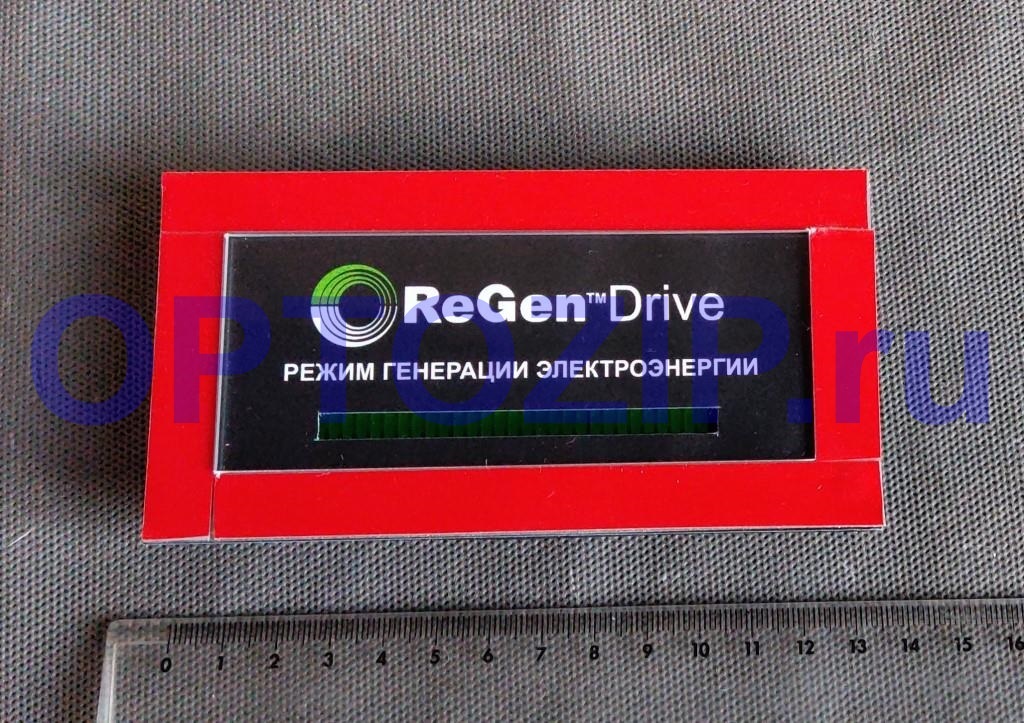 ReGen™Drive
РЕЖИМ ГЕНЕРАЦИИ ЭЛЕКТРОЭНЕРГИИ
OPTOZIP.ru
0 1 2 3 4 5 6 7 8 9 10 11 12 13 14 15 16